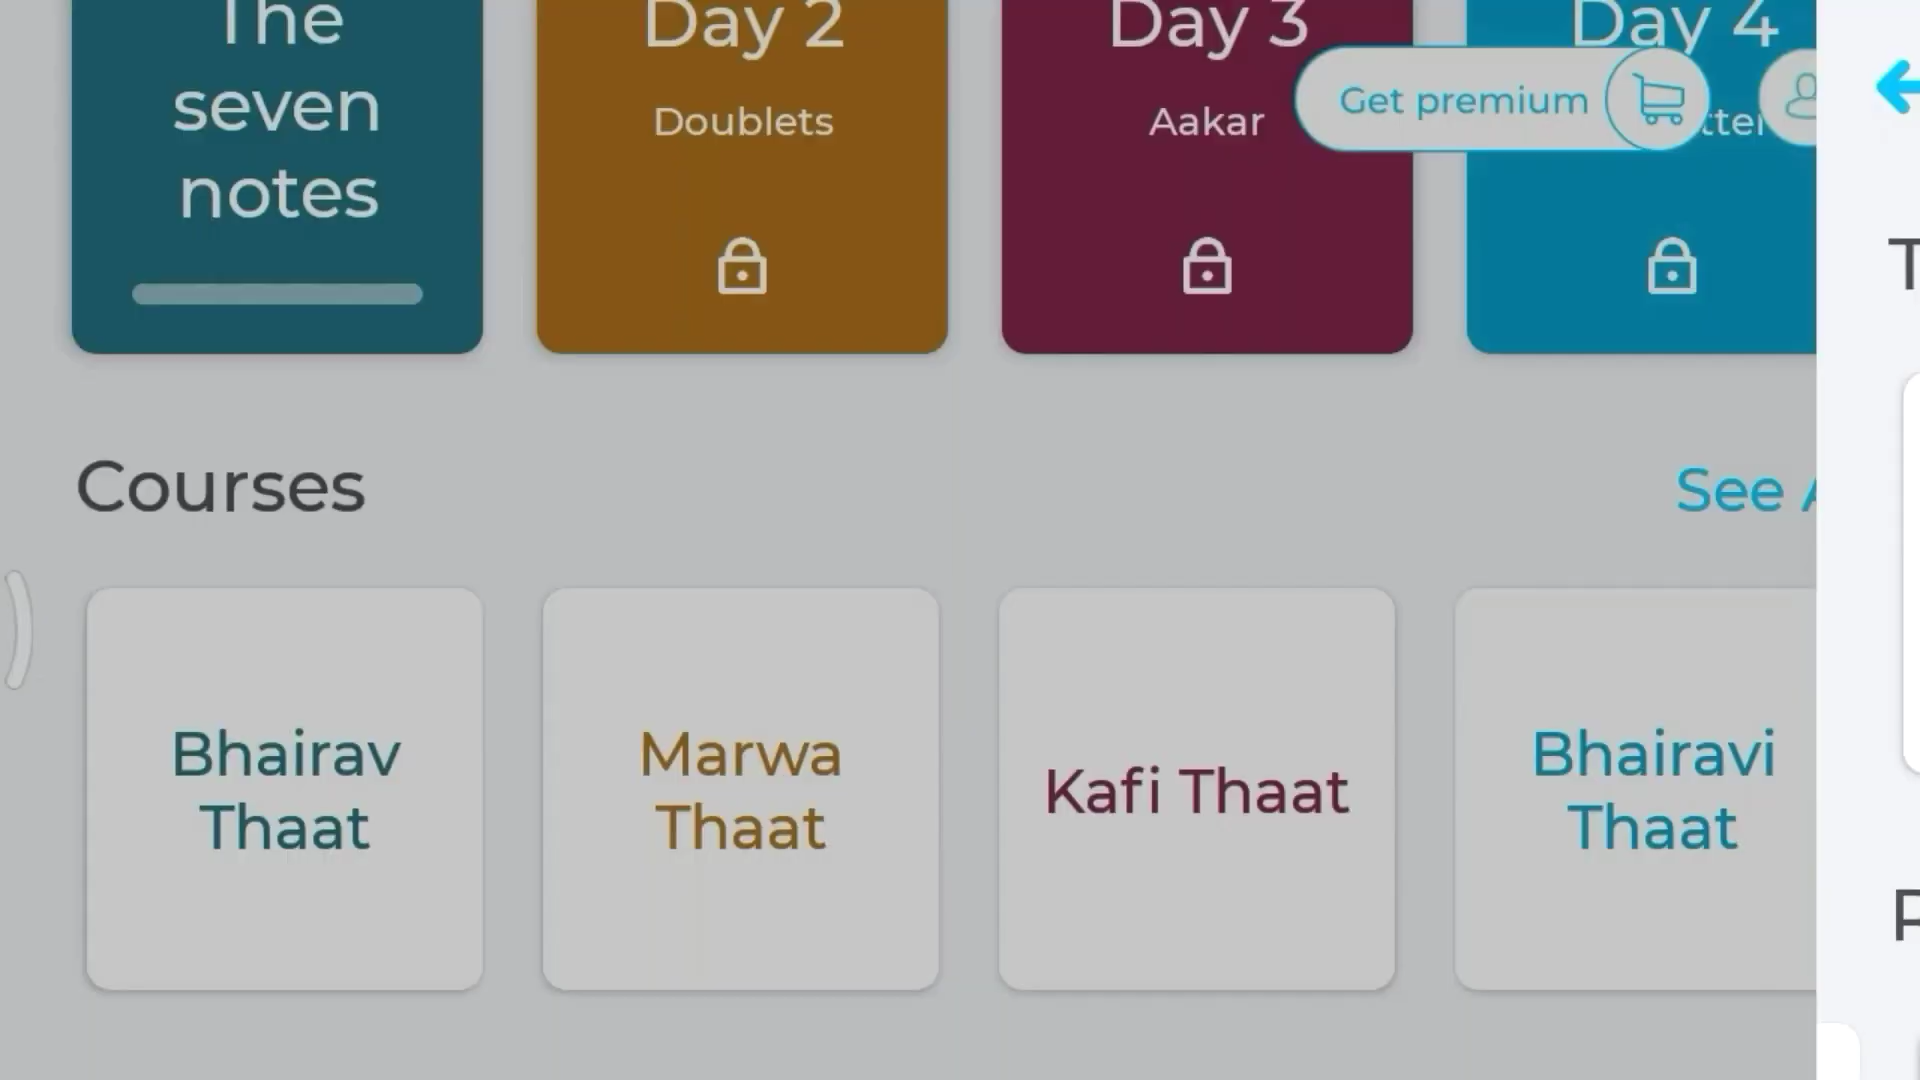 The
seven
notes
Day 2
Doublets
Day 3
Aakar
Day 4
Get premium
Courses
See
Bhairav
Thaat
Marwa
Thaat
Kafi Thaat
Bhairavi
Thaat